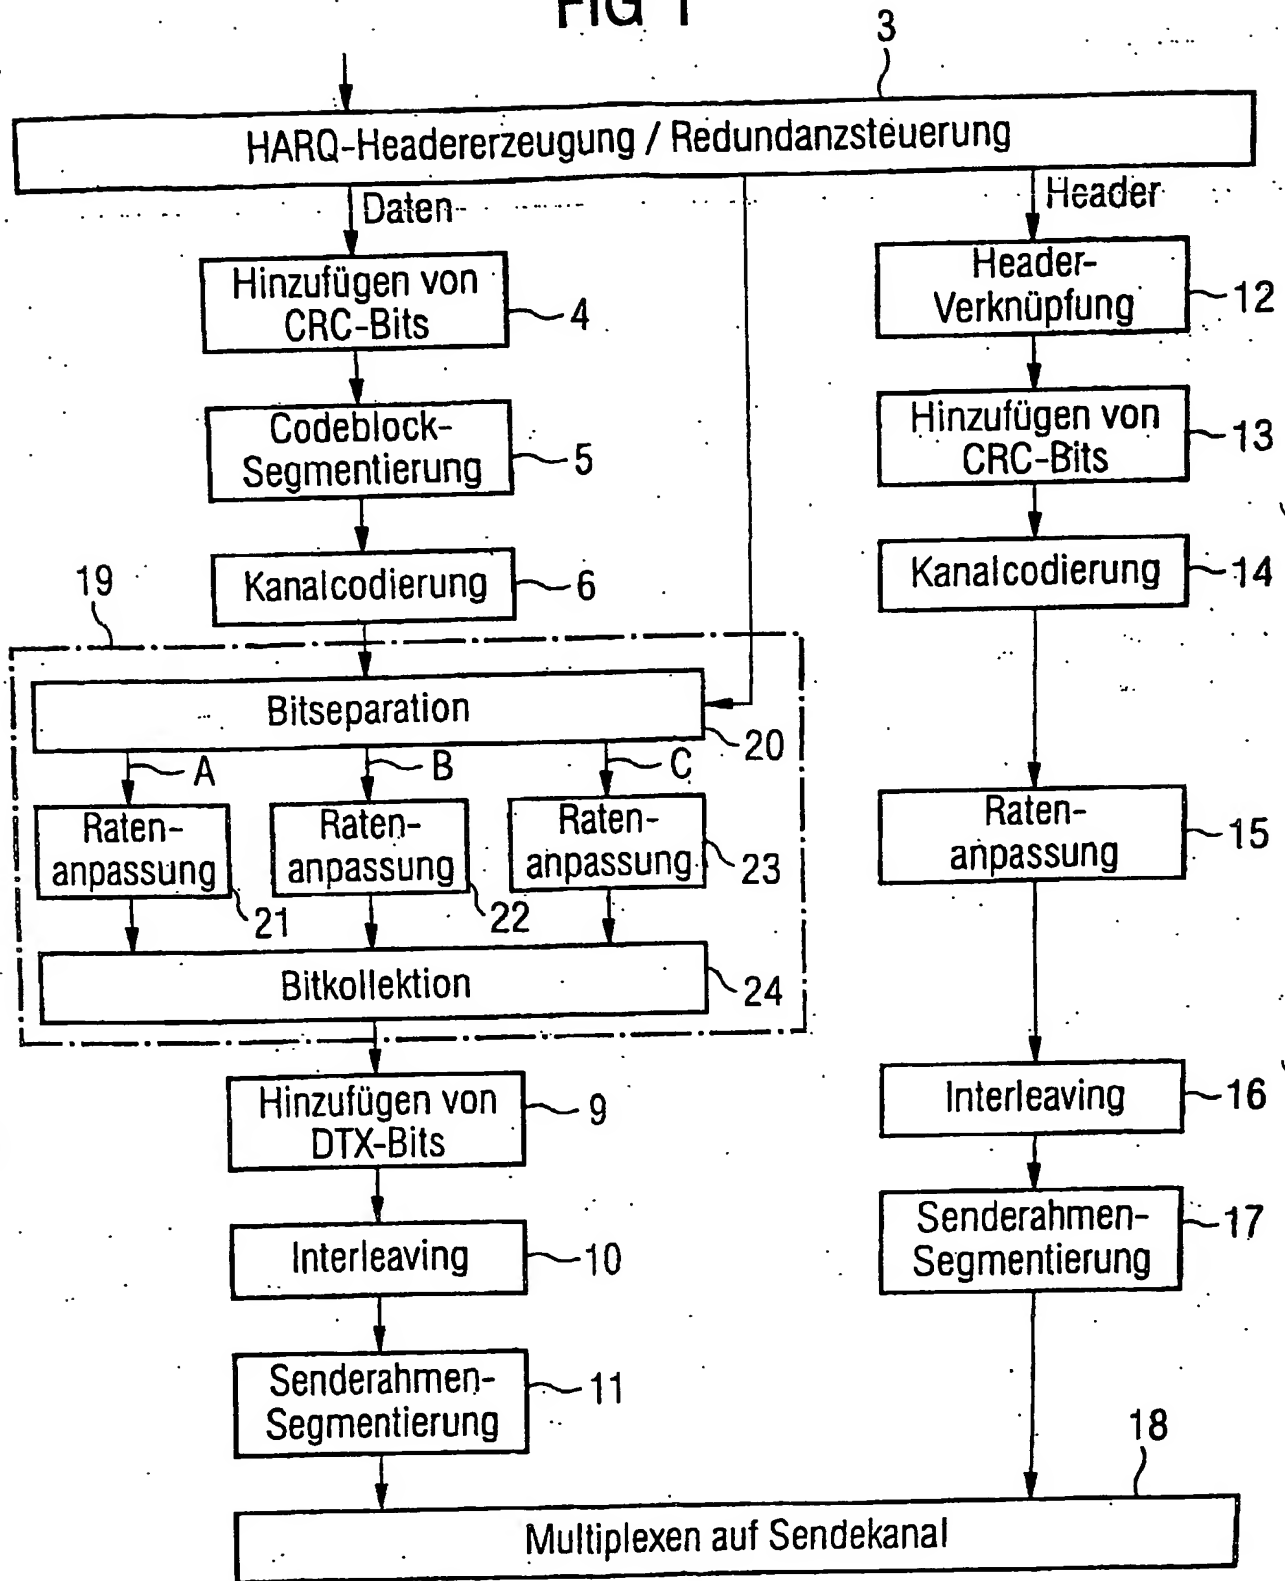 FIG 1
3
HARQ-Headererzeugung / Redundanzsteuerung
Daten
Header
Hinzufügen von
CRC-Bits
4
Header-
Verknüpfung
12
Codeblock-
Segmentierung
5
Hinzufügen von
CRC-Bits
13
Kanalcodierung
6
Kanalcodierung
14
19
Bitseparation
20
A
B
C
Raten-
anpassung
21
Raten-
anpassung
22
Raten-
anpassung
23
Raten-
anpassung
15
Bitkollektion
24
Hinzufügen von
DTX-Bits
9
Interleaving
16
Interleaving
10
Senderahmen-
Segmentierung
17
Senderahmen-
Segmentierung
11
18
Multiplexen auf Sendekanal